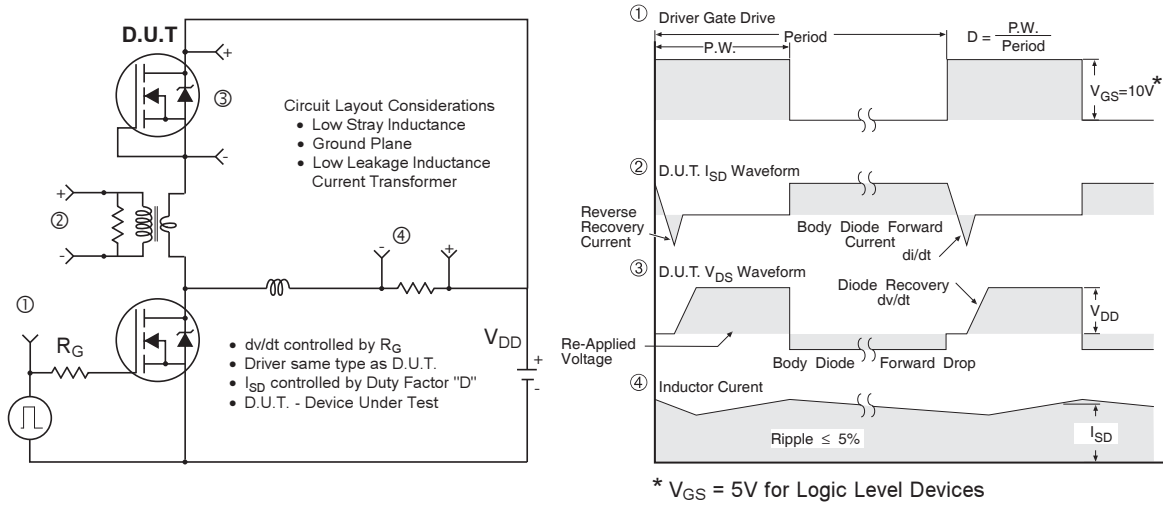 D.U.T
+
③
-
Circuit Layout Considerations
• Low Stray Inductance
• Ground Plane
• Low Leakage Inductance
Current Transformer
+
②
-
④
-
+
①
R_G
• dv/dt controlled by R_G
• Driver same type as D.U.T.
• I_SD controlled by Duty Factor "D"
• D.U.T. - Device Under Test
V_DD
+
-
① Driver Gate Drive
Period
P.W.
D = P.W. / Period
V_GS=10V*
② D.U.T. I_SD Waveform
Reverse
Recovery
Current
Body Diode Forward
Current
di/dt
③ D.U.T. V_DS Waveform
Diode Recovery
dv/dt
V_DD
Re-Applied
Voltage
Body Diode Forward Drop
④ Inductor Curent
Ripple ≤ 5%
I_SD
* V_GS = 5V for Logic Level Devices